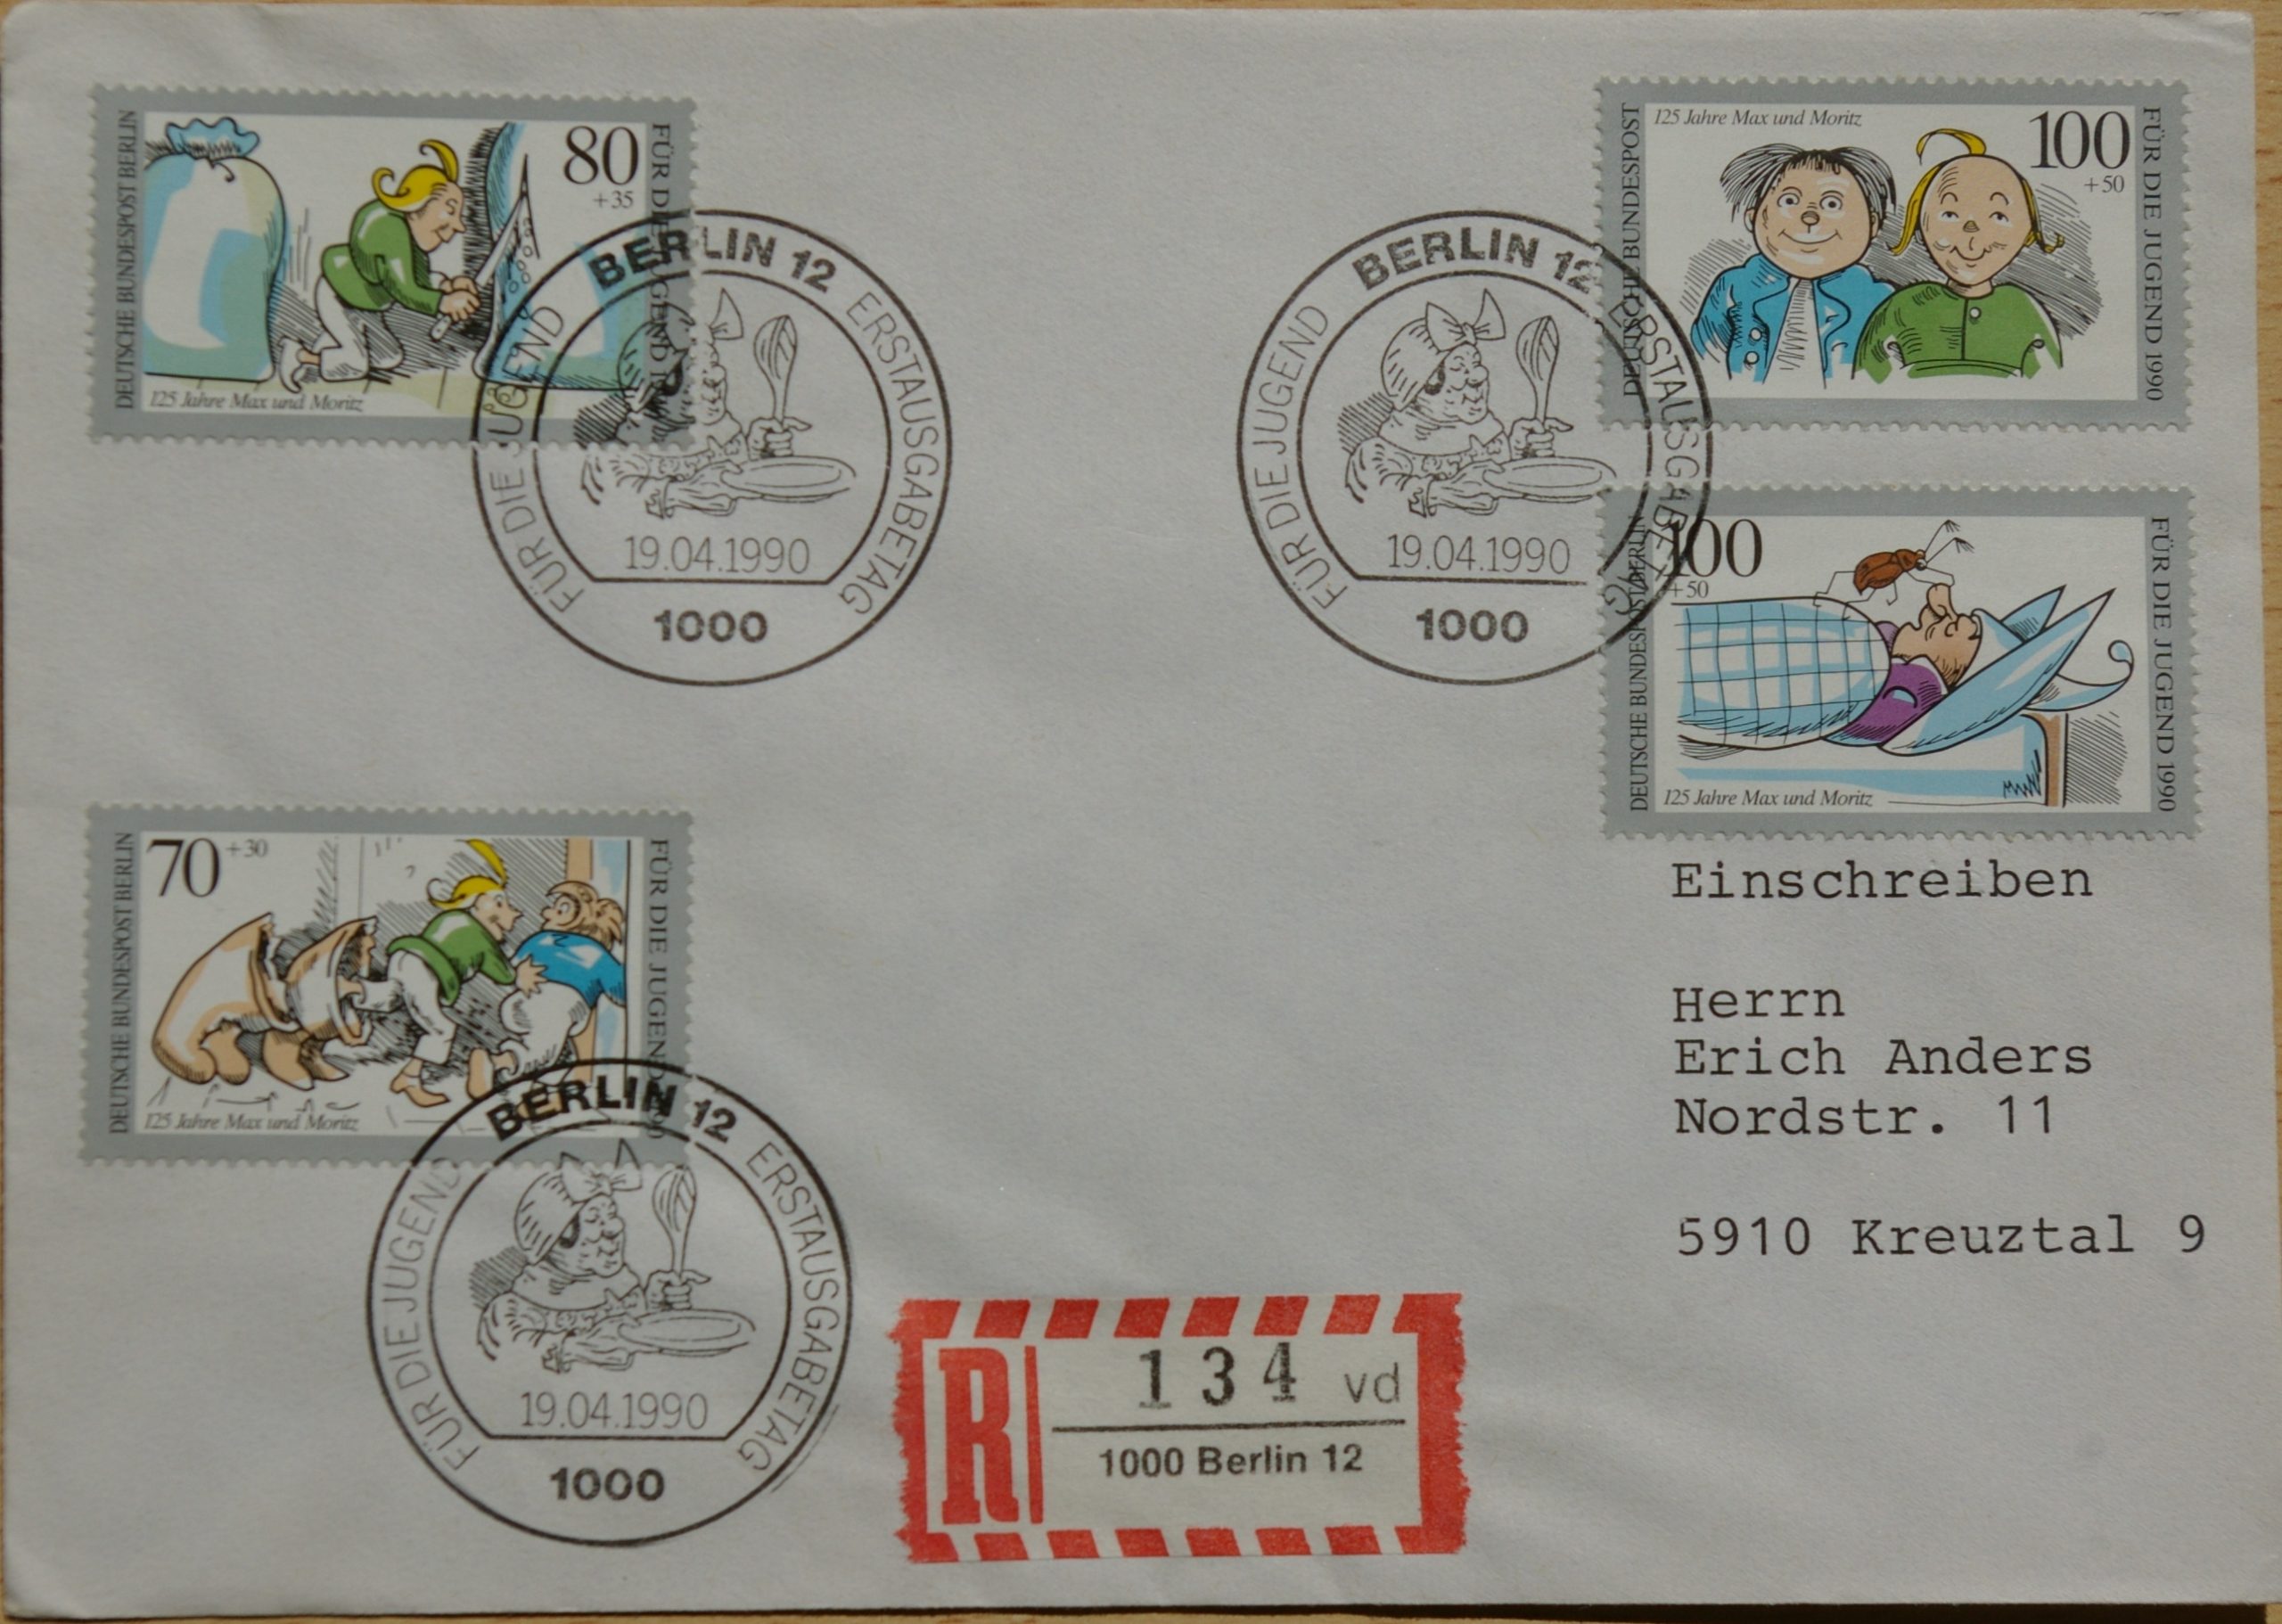 DEUTSCHE BUNDESPOST BERLIN
80
+35
FÜR DIE JUGEND 19
125 Jahre Max und Moritz
BERLIN 12
FÜR DIE JUGEND
ERSTAUSGABETAG
19.04.1990
1000
BERLIN 12
FÜR DIE JUGEND
ERSTAUSGABETAG
19.04.1990
1000
DEUTSCHE BUNDESPOST
125 Jahre Max und Moritz
100
+50
FÜR DIE JUGEND 1990
DEUTSCHE BUNDESPOST BERLIN
100
+50
FÜR DIE JUGEND 1990
125 Jahre Max und Moritz
DEUTSCHE BUNDESPOST BERLIN
70
+30
FÜR DIE JUGEND
125 Jahre Max und Moritz
BERLIN 12
FÜR DIE JUGEND
ERSTAUSGABETAG
19.04.1990
1000
Einschreiben
Herrn
Erich Anders
Nordstr. 11
5910 Kreuztal 9
R
134 vd
1000 Berlin 12